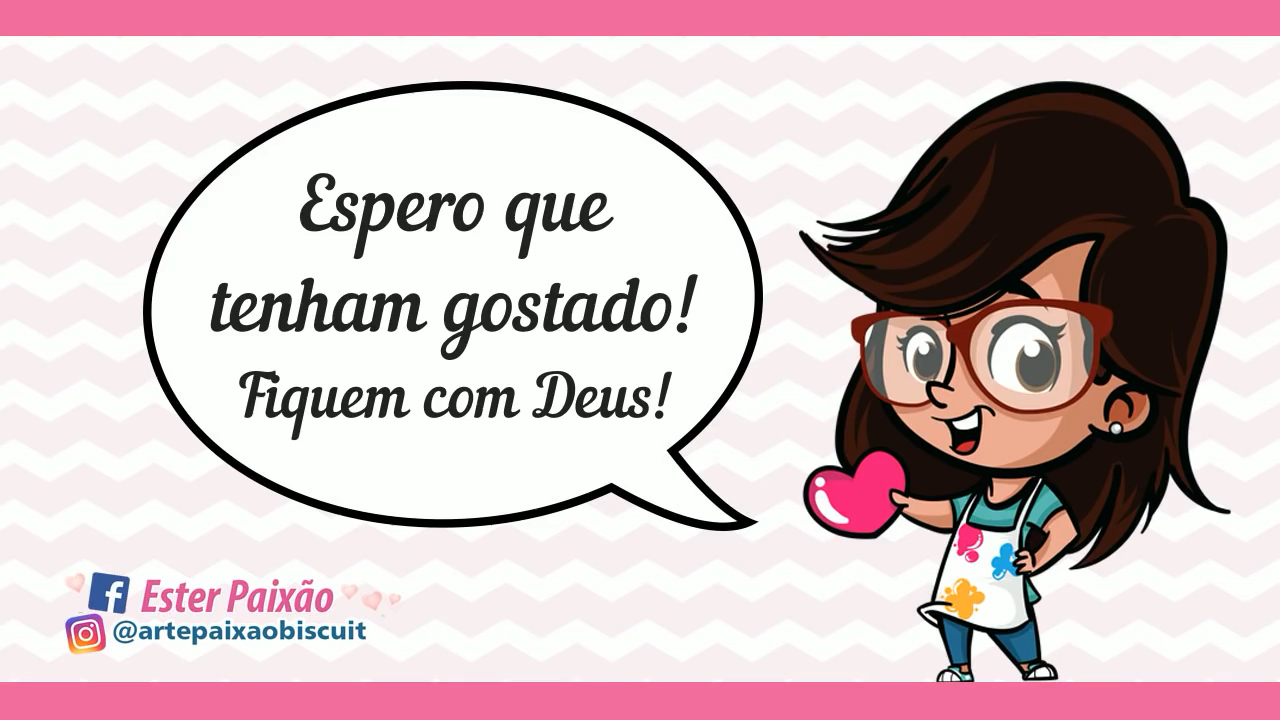 Espero que
tenham gostado!
Fiquem com Deus!
Ester Paixão
@artepaixaobiscuit